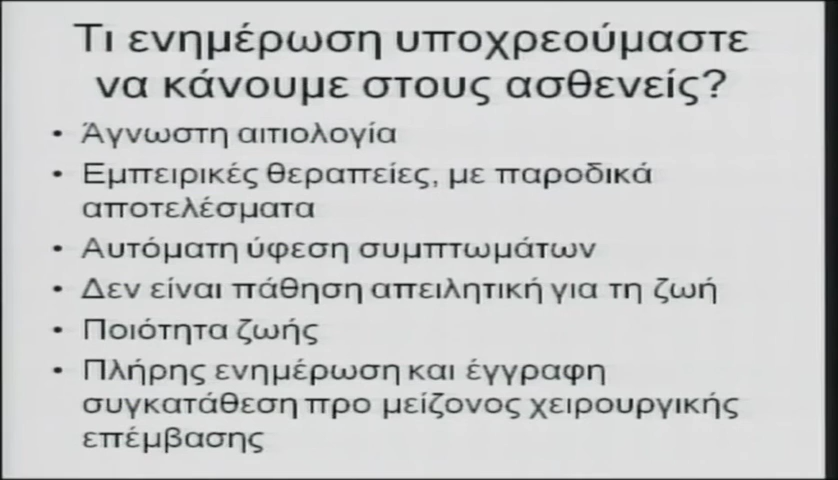 Τι ενημέρωση υποχρεούμαστε
να κάνουμε στους ασθενείς?
• Άγνωστη αιτιολογία
• Εμπειρικές θεραπείες, με παροδικά
αποτελέσματα
• Αυτόματη ύφεση συμπτωμάτων
• Δεν είναι πάθηση απειλητική για τη ζωή
• Ποιότητα ζωής
• Πλήρης ενημέρωση και έγγραφη
συγκατάθεση προ μείζονος χειρουργικής
επέμβασης